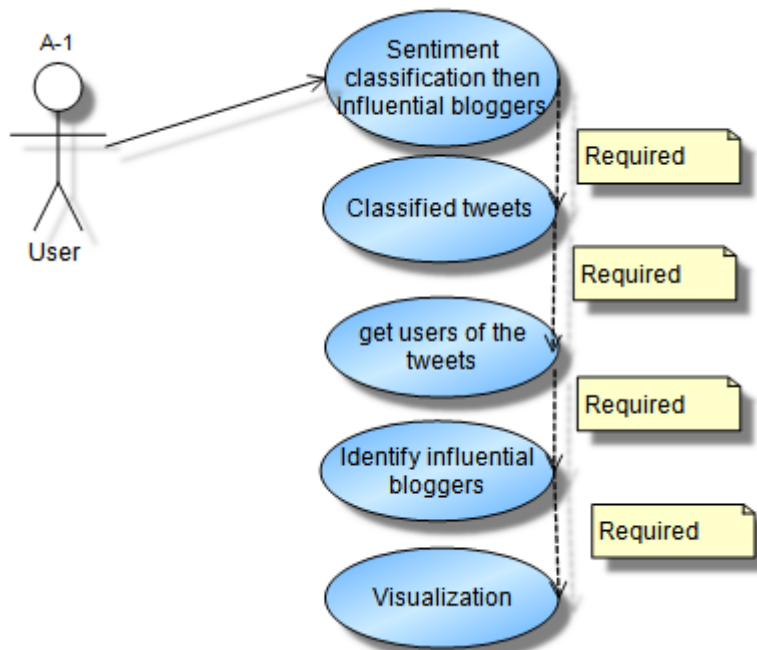 A-1
User
Sentiment
classification then
influential bloggers
Required
Classified tweets
Required
get users of the
tweets
Required
Identify influential
bloggers
Required
Visualization